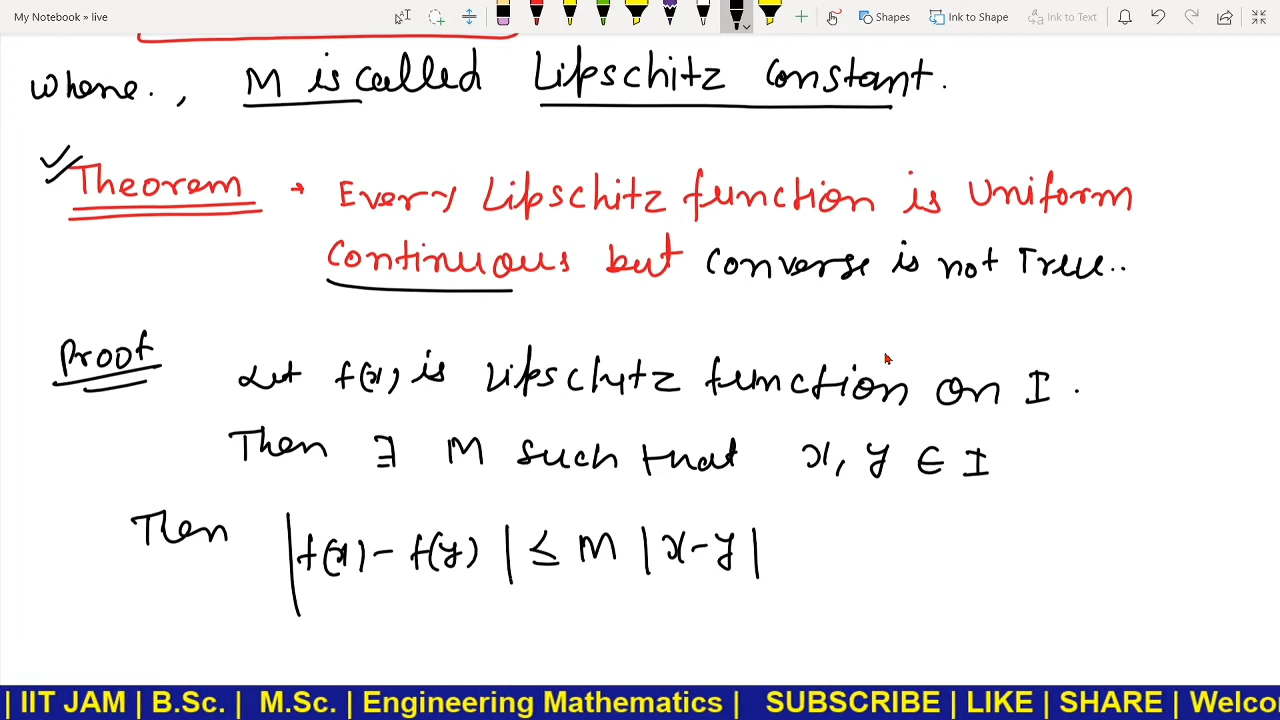 My Notebook » live
Shapes
Ink to Shape
Ink to Text
where., M is called Lipschitz constant.
Theorem → Every Lipschitz function is Uniform
Continuous but converse is not True..
Proof
Let f(x) is Lipschitz function on I.
Then ∃ M such that x, y ∈ I
Then |f(x) - f(y)| ≤ M |x-y|
| IIT JAM | B.Sc. | M.Sc. | Engineering Mathematics | SUBSCRIBE | LIKE | SHARE | Welco